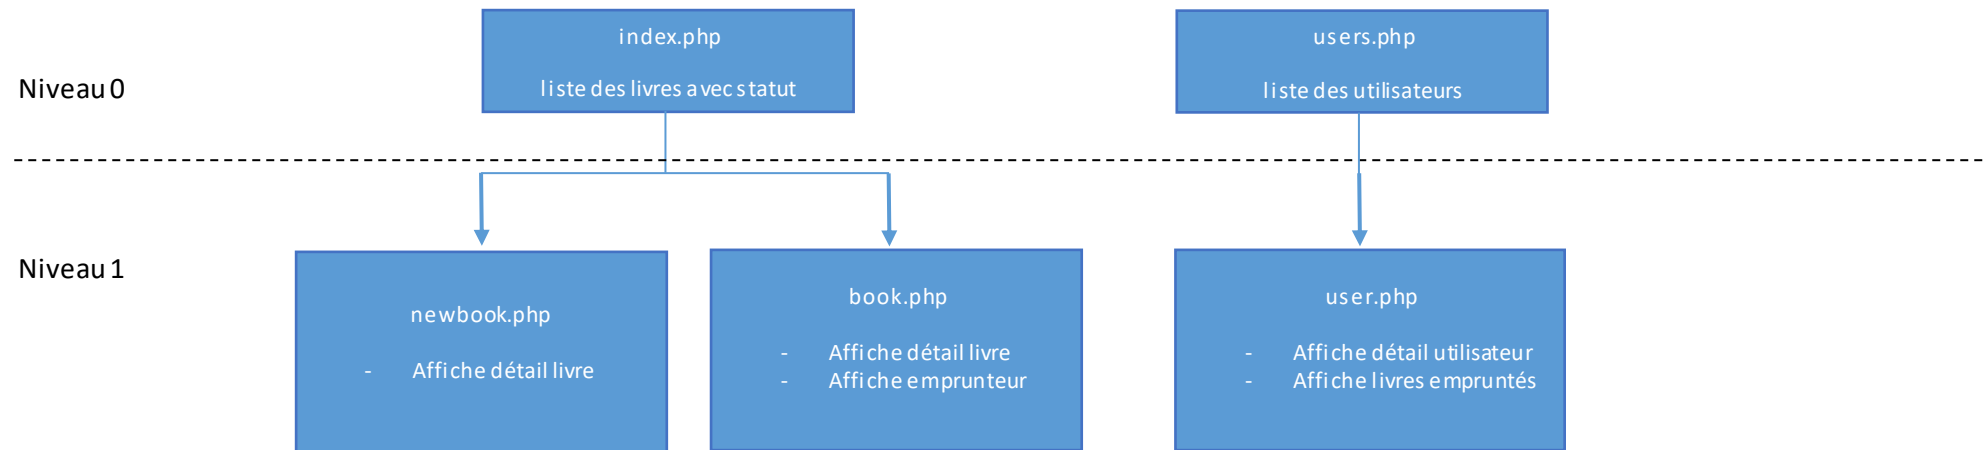 Niveau 0
index.php
liste des livres avec statut
users.php
liste des utilisateurs
Niveau 1
newbook.php
- Affiche détail livre
book.php
- Affiche détail livre
- Affiche emprunteur
user.php
- Affiche détail utilisateur
- Affiche livres empruntés